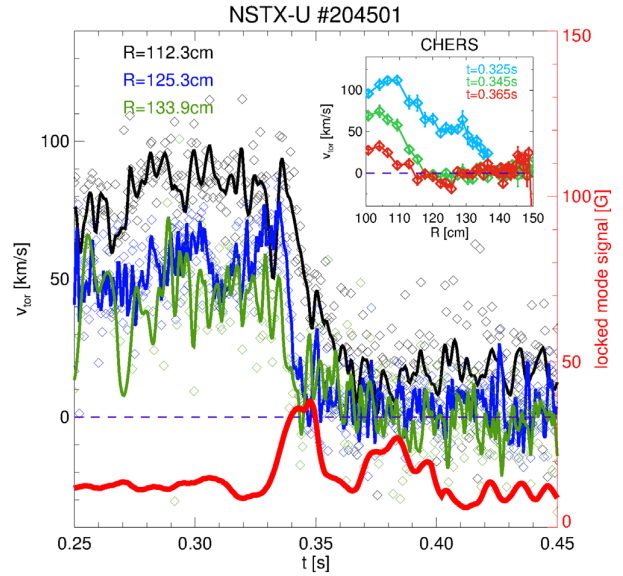 NSTX-U #204501
150
R=112.3cm
R=125.3cm
R=133.9cm
CHERS
t=0.325s
t=0.345s
t=0.365s
100
50
0
v_tor [km/s]
100 110 120 130 140 150
R [cm]
100
50
0
v_tor [km/s]
100
50
0
locked mode signal [G]
0.25 0.30 0.35 0.40 0.45
t [s]